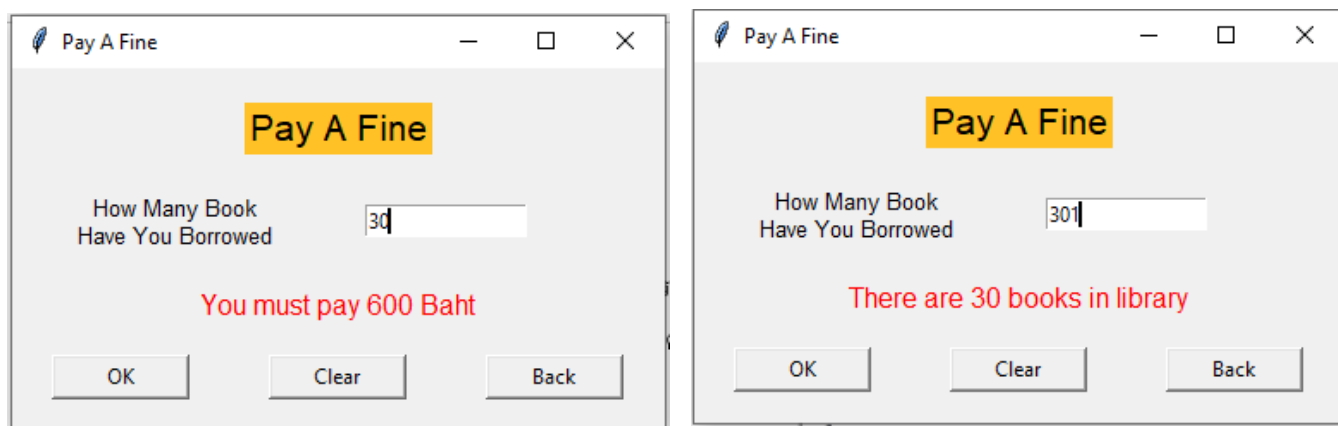 Pay A Fine
Pay A Fine
How Many Book
Have You Borrowed
30
You must pay 600 Baht
OK Clear Back
Pay A Fine
Pay A Fine
How Many Book
Have You Borrowed
301
There are 30 books in library
OK Clear Back